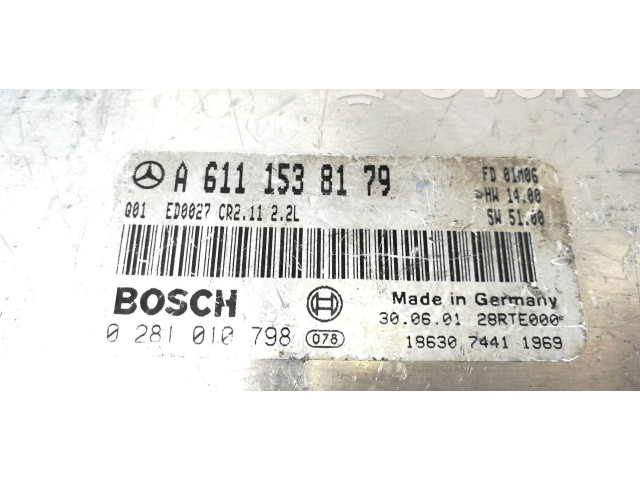 A 611 153 81 79
FD 01M06
Q01 ED0027 CR2.11 2.2L
HW 14.00
SW 51.00
BOSCH
Made in Germany
0 281 010 798 078
30.06.01 28RTE000
18630 7441 1969